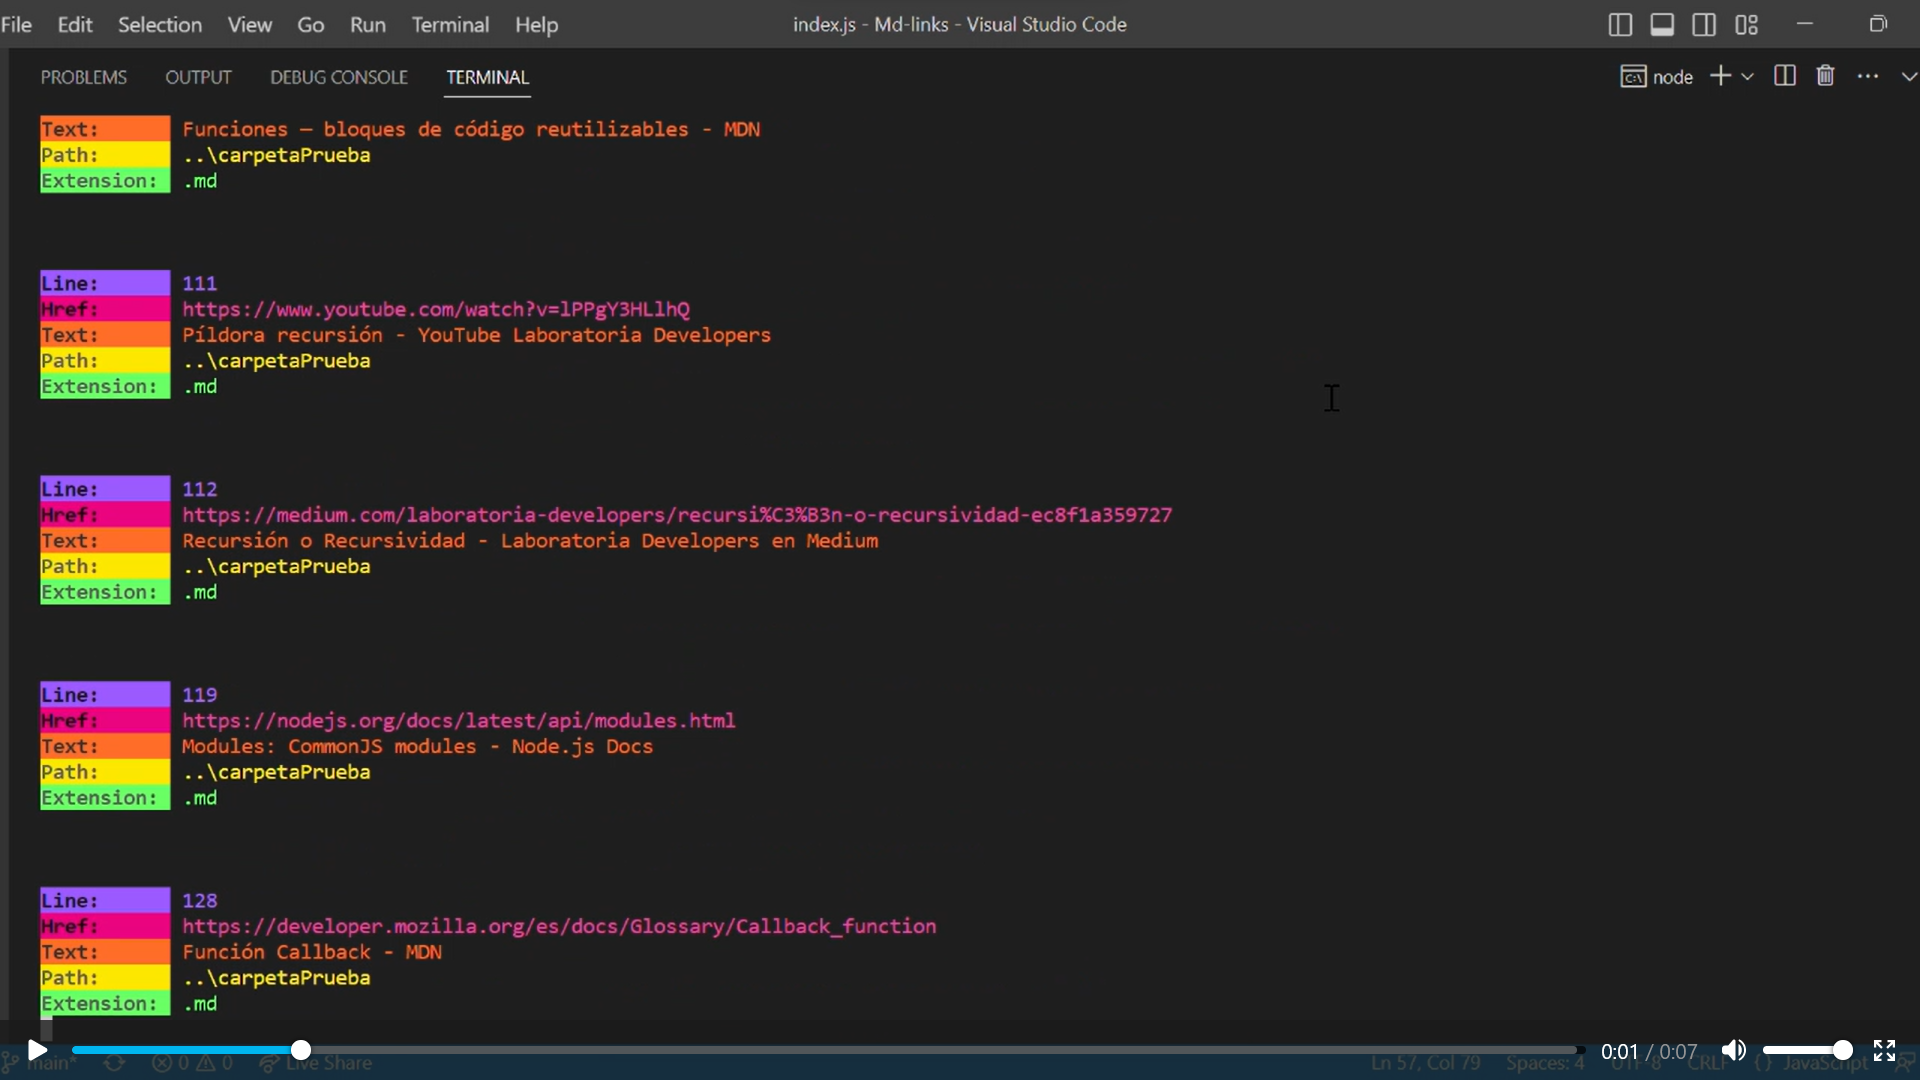 File Edit Selection View Go Run Terminal Help index.js - Md-links - Visual Studio Code
PROBLEMS OUTPUT DEBUG CONSOLE TERMINAL node
Text: Funciones — bloques de código reutilizables - MDN
Path: ..\carpetaPrueba
Extension: .md
Line: 111
Href: https://www.youtube.com/watch?v=lPPgY3HLlhQ
Text: Píldora recursión - YouTube Laboratoria Developers
Path: ..\carpetaPrueba
Extension: .md
Line: 112
Href: https://medium.com/laboratoria-developers/recursi%C3%B3n-o-recursividad-ec8f1a359727
Text: Recursión o Recursividad - Laboratoria Developers en Medium
Path: ..\carpetaPrueba
Extension: .md
Line: 119
Href: https://nodejs.org/docs/latest/api/modules.html
Text: Modules: CommonJS modules - Node.js Docs
Path: ..\carpetaPrueba
Extension: .md
Line: 128
Href: https://developer.mozilla.org/es/docs/Glossary/Callback_function
Text: Función Callback - MDN
Path: ..\carpetaPrueba
Extension: .md
0:01 / 0:07
main* 0 0 Live Share Ln 57, Col 79 Spaces: 4 UTF-8 CRLF {} JavaScript